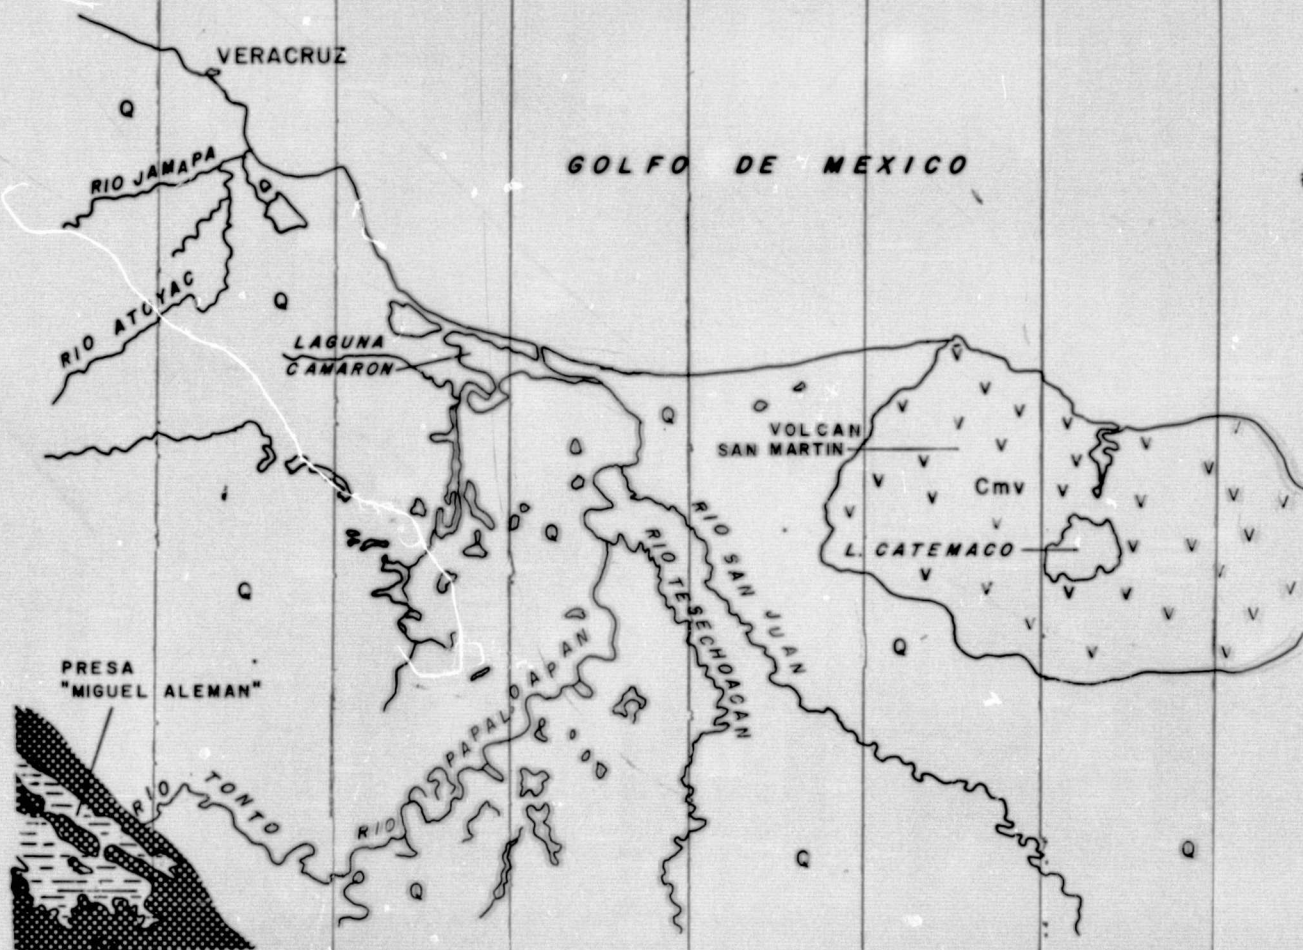 VERACRUZ
Q
RIO JAMAPA
GOLFO DE MEXICO
RIO ATOYAC
Q
LAGUNA
CAMARON
Q
VOLCAN
SAN MARTIN
Cmv
RIO SAN JUAN
RIO TESECHOACAN
Q
L. CATEMACO
Q
Q
PRESA
"MIGUEL ALEMAN"
RIO PAPALOAPAN
RIO TONTO
Q
Q
Q